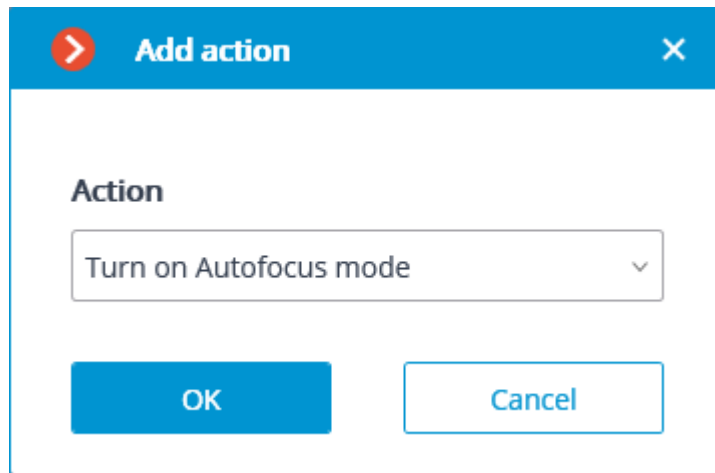 Add action
Action
Turn on Autofocus mode
OK
Cancel